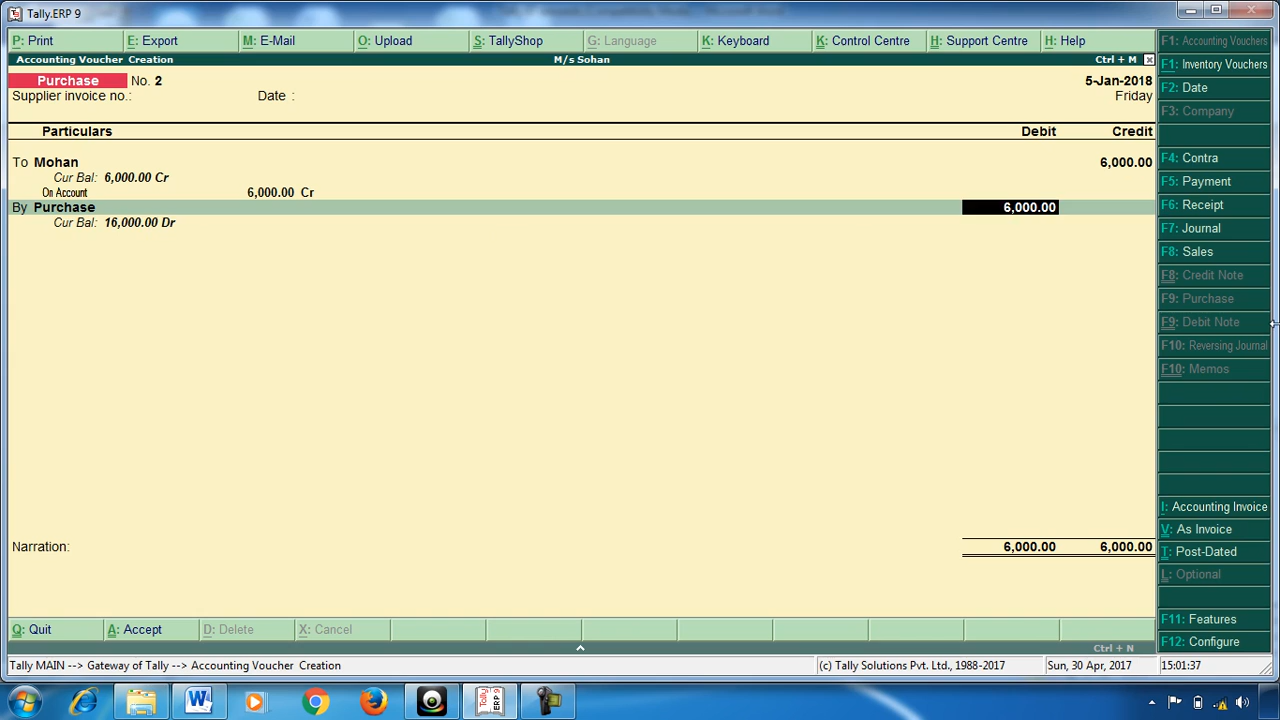 Tally.ERP 9
P: Print E: Export M: E-Mail O: Upload S: TallyShop G: Language K: Keyboard K: Control Centre H: Support Centre H: Help
Accounting Voucher Creation M/s Sohan Ctrl + M
Purchase No. 2 5-Jan-2018
Supplier invoice no.: Date : Friday
Particulars Debit Credit
To Mohan 6,000.00
Cur Bal: 6,000.00 Cr
On Account 6,000.00 Cr
By Purchase 6,000.00
Cur Bal: 16,000.00 Dr
Narration: 6,000.00 6,000.00
F1: Accounting Vouchers
F1: Inventory Vouchers
F2: Date
F3: Company
F4: Contra
F5: Payment
F6: Receipt
F7: Journal
F8: Sales
F8: Credit Note
F9: Purchase
F9: Debit Note
F10: Reversing Journal
F10: Memos
I: Accounting Invoice
V: As Invoice
T: Post-Dated
L: Optional
F11: Features
F12: Configure
Q: Quit A: Accept D: Delete X: Cancel
Ctrl + N
Tally MAIN --> Gateway of Tally --> Accounting Voucher Creation (c) Tally Solutions Pvt. Ltd., 1988-2017 Sun, 30 Apr, 2017 15:01:37